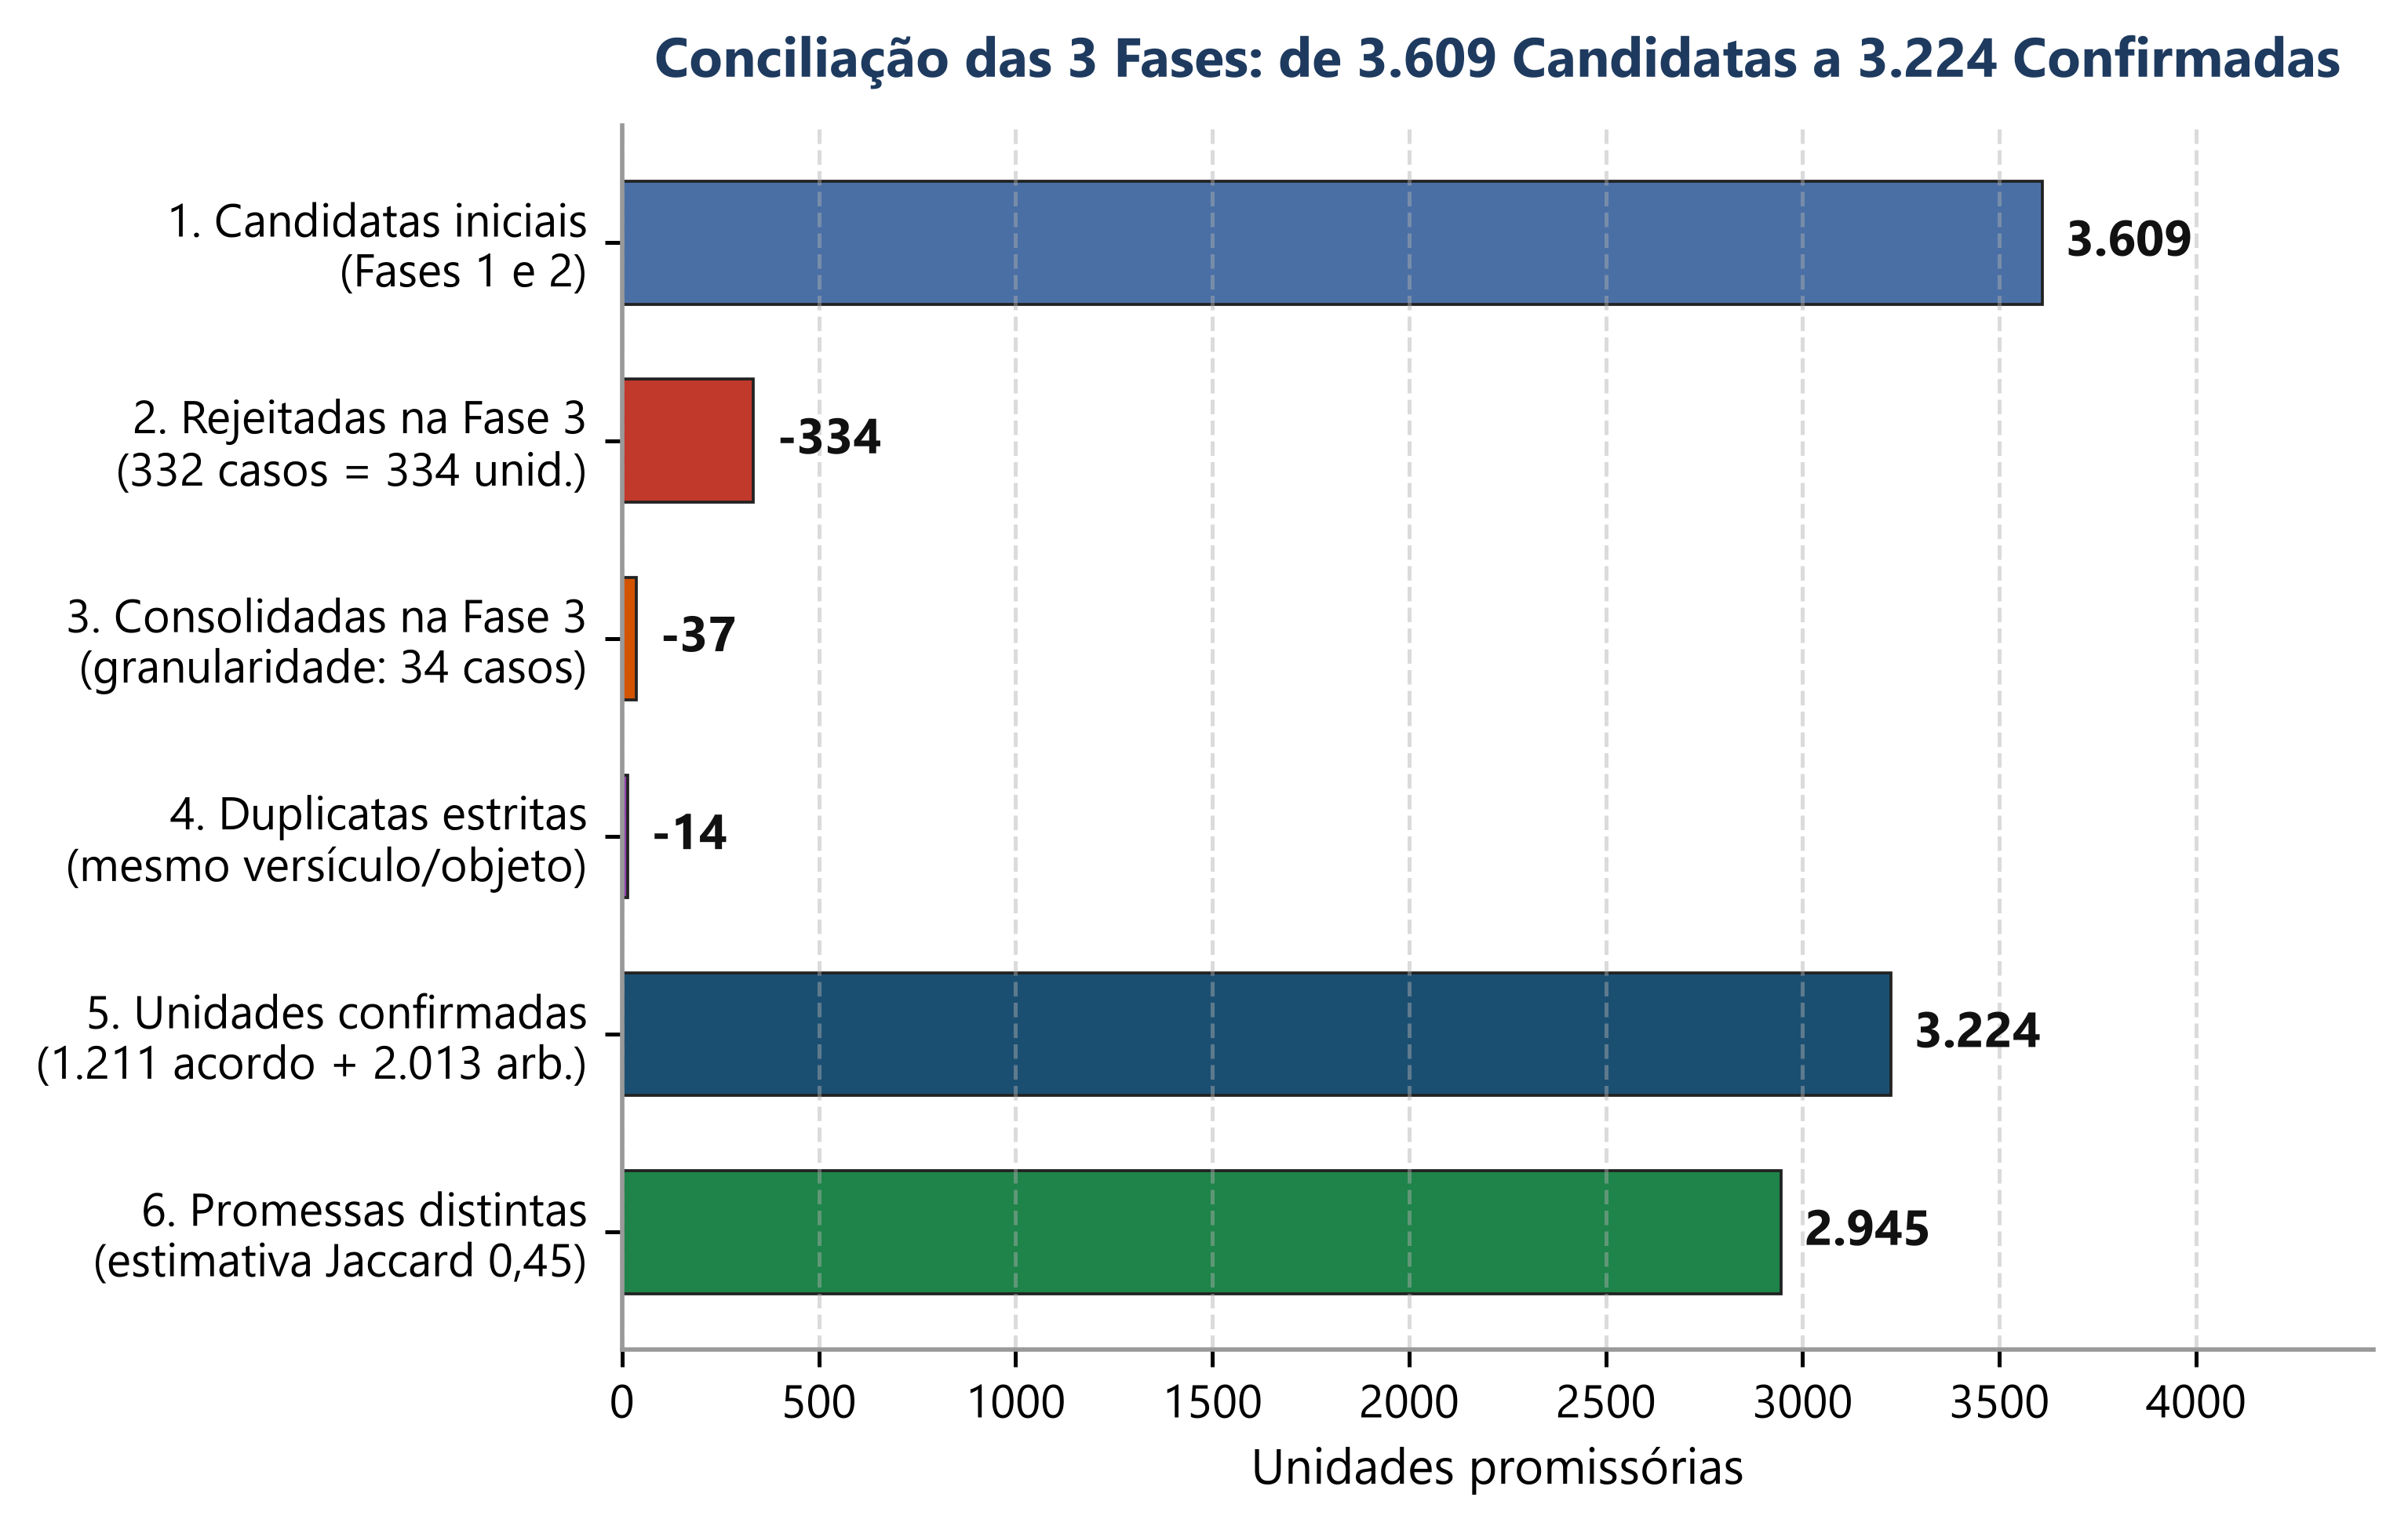 Conciliação das 3 Fases: de 3.609 Candidatas a 3.224 Confirmadas
1. Candidatas iniciais
(Fases 1 e 2)
3.609
2. Rejeitadas na Fase 3
(332 casos = 334 unid.)
-334
3. Consolidadas na Fase 3
(granularidade: 34 casos)
-37
4. Duplicatas estritas
(mesmo versículo/objeto)
-14
5. Unidades confirmadas
(1.211 acordo + 2.013 arb.)
3.224
6. Promessas distintas
(estimativa Jaccard 0,45)
2.945
0 500 1000 1500 2000 2500 3000 3500 4000
Unidades promissórias